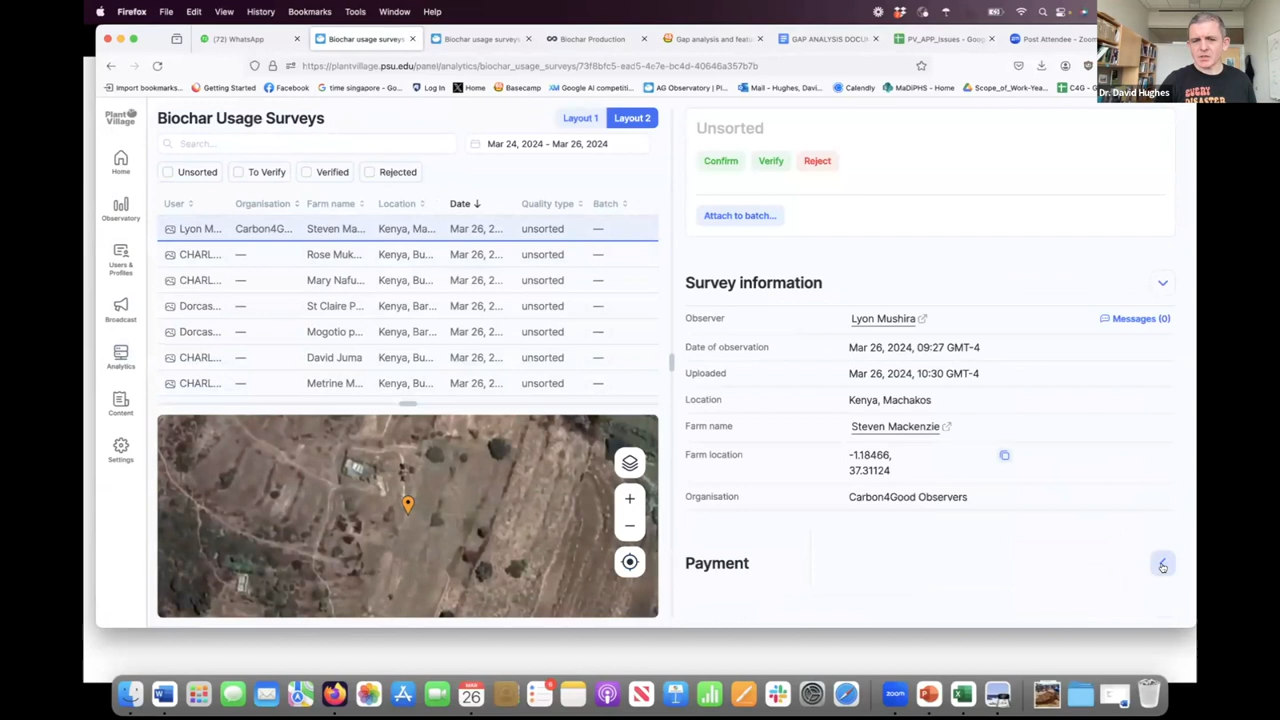 Firefox File Edit View History Bookmarks Tools Window Help
(72) WhatsApp
Biochar usage surveys
Biochar usage surveys
Biochar Production
Gap analysis and featu
GAP ANALYSIS DOCU
PV_APP_Issues - Goog
Post Attendee - Zoom
https://plantvillage.psu.edu/panel/analytics/biochar_usage_surveys/73f8bfc5-ead5-4e7e-bc4d-40646a357b7b
Import bookmarks...
Getting Started
Facebook
time singapore - Go...
Log In
Home
Basecamp
Google AI competiti...
AG Observatory | Pl...
Mail - Hughes, Davi...
Calendly
MaDiPHS - Home
Scope_of_Work-Yea...
C4G - G
Dr. David Hughes
EVERY
DISASTER
Plant
Village
Home
Observatory
Users &
Profiles
Broadcast
Analytics
Content
Settings
Biochar Usage Surveys
Layout 1 Layout 2
Search...
Mar 24, 2024 - Mar 26, 2024
Unsorted To Verify Verified Rejected
User Organisation Farm name Location Date Quality type Batch
Lyon M... Carbon4G... Steven Ma... Kenya, Ma... Mar 26, 2... unsorted —
CHARL... — Rose Muk... Kenya, Bu... Mar 26, 2... unsorted —
CHARL... — Mary Nafu... Kenya, Bu... Mar 26, 2... unsorted —
Dorcas... — St Claire P... Kenya, Bar... Mar 26, 2... unsorted —
Dorcas... — Mogotio p... Kenya, Bar... Mar 26, 2... unsorted —
CHARL... — David Juma Kenya, Bu... Mar 26, 2... unsorted —
CHARL... — Metrine M... Kenya, Bu... Mar 26, 2... unsorted —
Unsorted
Confirm Verify Reject
Attach to batch...
Survey information
Observer Lyon Mushira Messages (0)
Date of observation Mar 26, 2024, 09:27 GMT-4
Uploaded Mar 26, 2024, 10:30 GMT-4
Location Kenya, Machakos
Farm name Steven Mackenzie
Farm location -1.18466,
37.31124
Organisation Carbon4Good Observers
Payment
MAR
26
8
zoom